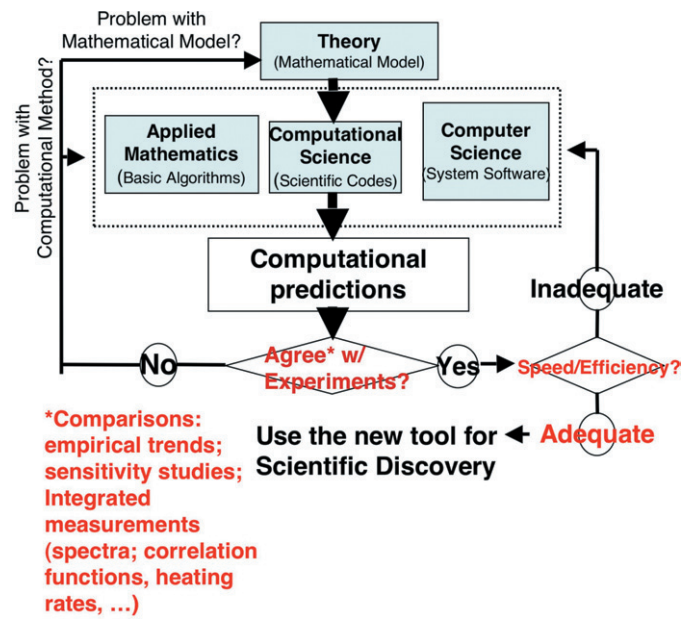 Problem with
Mathematical Model?
Problem with
Computational Method?
Theory
(Mathematical Model)
Applied
Mathematics
(Basic Algorithms)
Computational
Science
(Scientific Codes)
Computer
Science
(System Software)
Computational
predictions
Inadequate
No
Agree* w/
Experiments?
Yes
Speed/Efficiency?
*Comparisons:
empirical trends;
sensitivity studies;
Integrated
measurements
(spectra; correlation
functions, heating
rates, …)
Use the new tool for
Scientific Discovery
Adequate